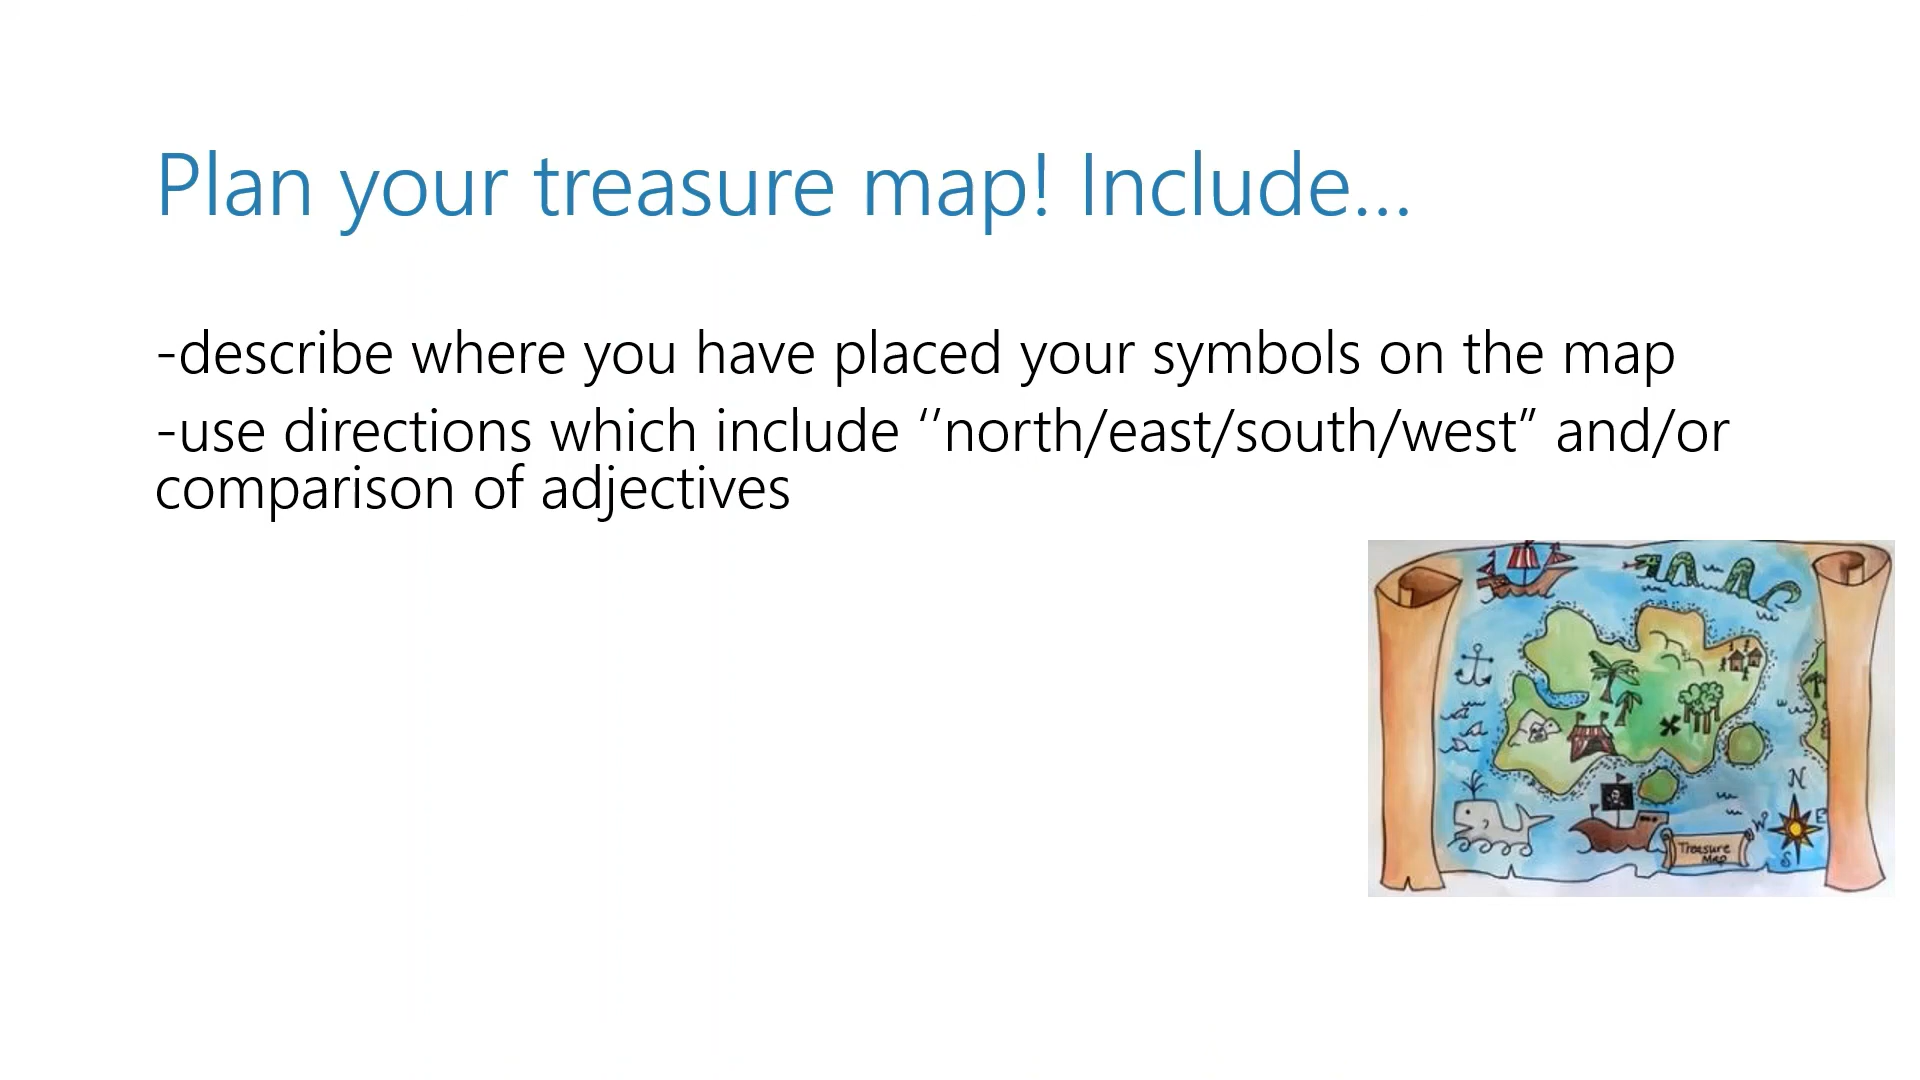 Plan your treasure map! Include...
-describe where you have placed your symbols on the map
-use directions which include ‘’north/east/south/west” and/or
comparison of adjectives
N
W
E
Treasure
Map
S